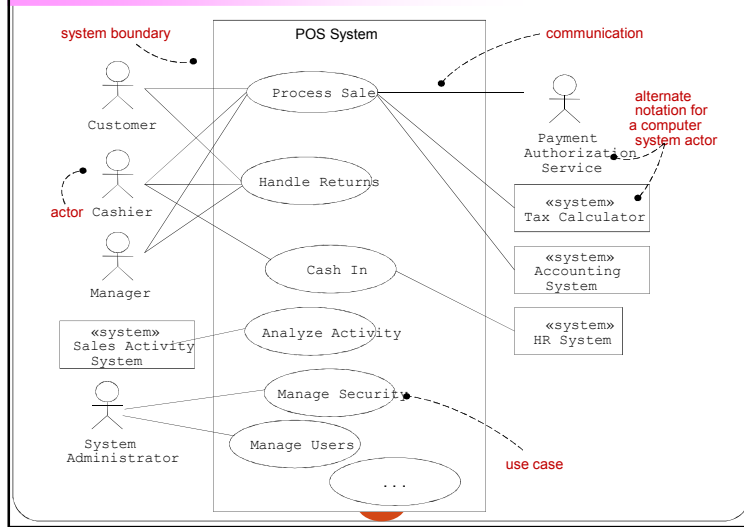 system boundary
POS System
communication
Process Sale
Customer
alternate
notation for
a computer
system actor
Payment
Authorization
Service
Handle Returns
actor
Cashier
«system»
Tax Calculator
Cash In
«system»
Accounting
System
Manager
«system»
Sales Activity
System
Analyze Activity
«system»
HR System
Manage Security
System
Administrator
Manage Users
use case
...